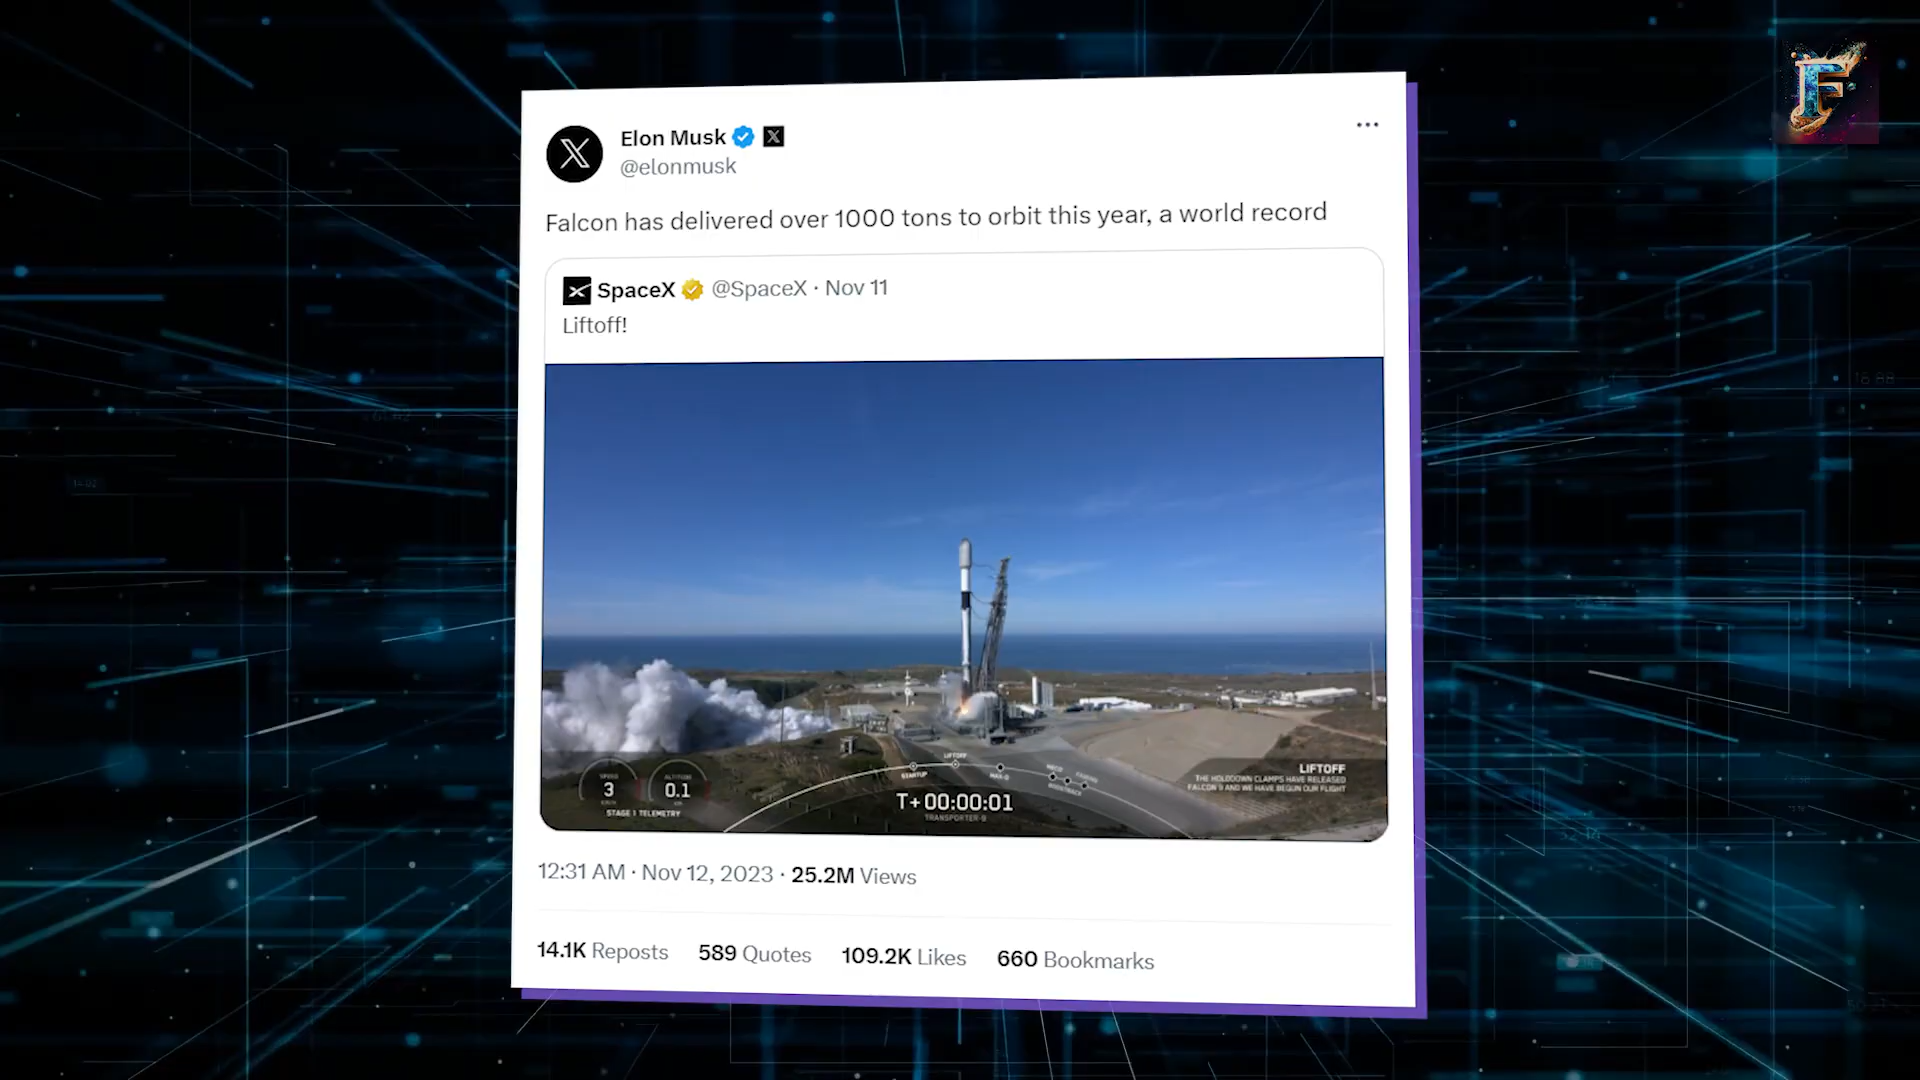 Elon Musk
@elonmusk
Falcon has delivered over 1000 tons to orbit this year, a world record
SpaceX @SpaceX · Nov 11
Liftoff!
SPEED
3
KM/H
ALTITUDE
0.1
KM
STAGE 1 TELEMETRY
STARTUP
LIFTOFF
MAX-Q
MECO
FAIRING
BOOSTBACK
T+00:00:01
TRANSPORTER-9
LIFTOFF
THE HOLDDOWN CLAMPS HAVE RELEASED
FALCON 9 AND WE HAVE BEGUN OUR FLIGHT
12:31 AM · Nov 12, 2023 · 25.2M Views
14.1K Reposts 589 Quotes 109.2K Likes 660 Bookmarks
F